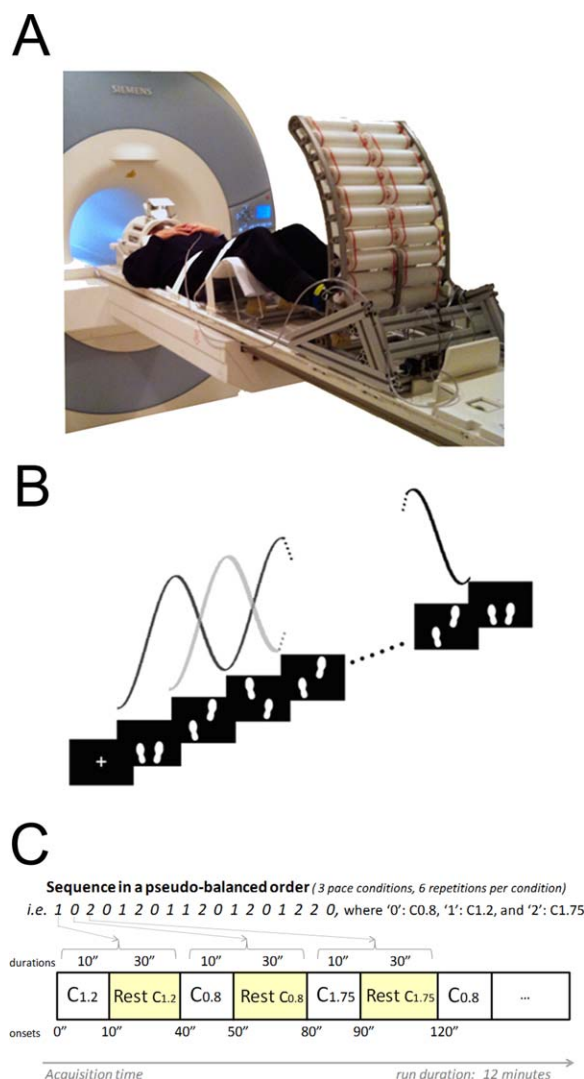 A
SIEMENS
B
C
Sequence in a pseudo-balanced order ( 3 pace conditions, 6 repetitions per condition)
i.e. 1 0 2 0 1 2 0 1 1 2 0 1 2 0 1 2 2 0, where ‘0’: C0.8, ‘1’: C1.2, and ‘2’: C1.75
durations 10” 30” 10” 30” 10” 30”
C1.2 Rest C1.2 C0.8 Rest C0.8 C1.75 Rest C1.75 C0.8 ...
onsets 0” 10” 40” 50” 80” 90” 120”
Acquisition time run duration: 12 minutes